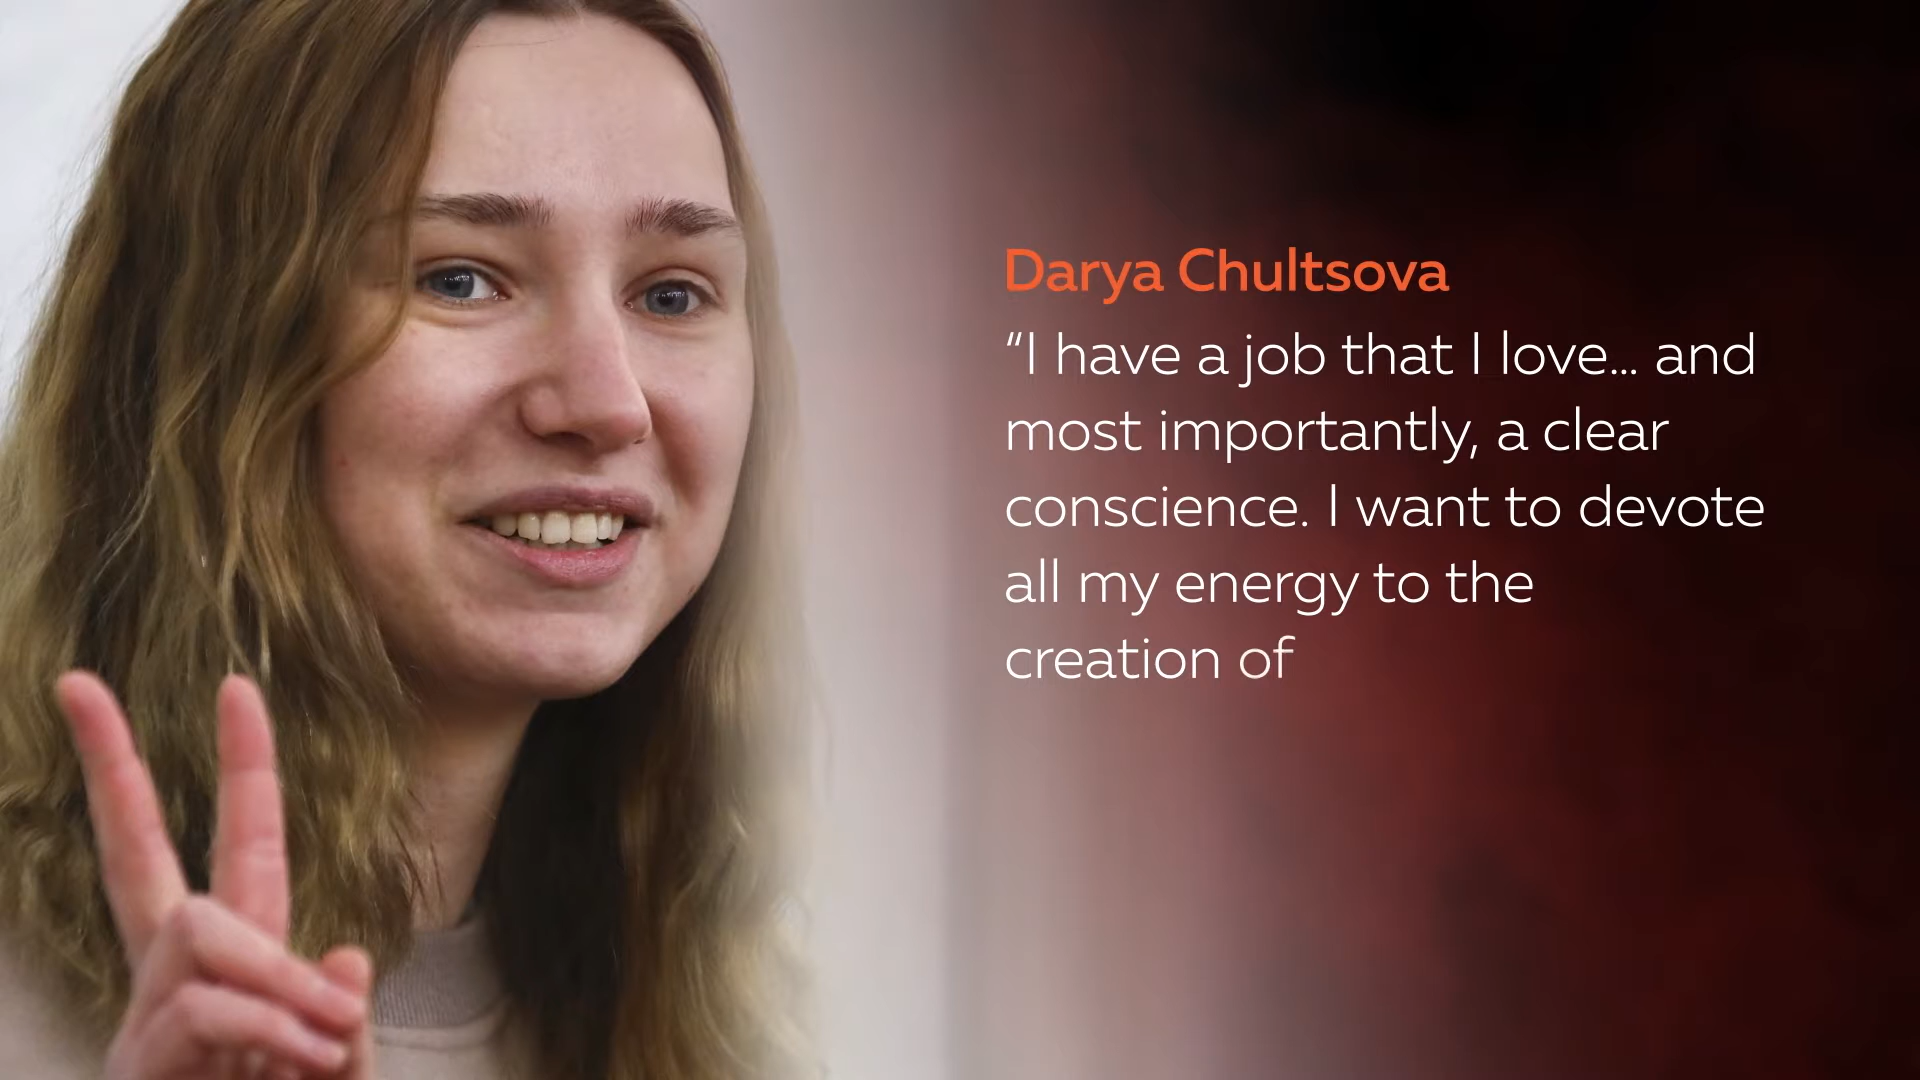 Darya Chultsova
“I have a job that I love... and
most importantly, a clear
conscience. I want to devote
all my energy to the
creation of